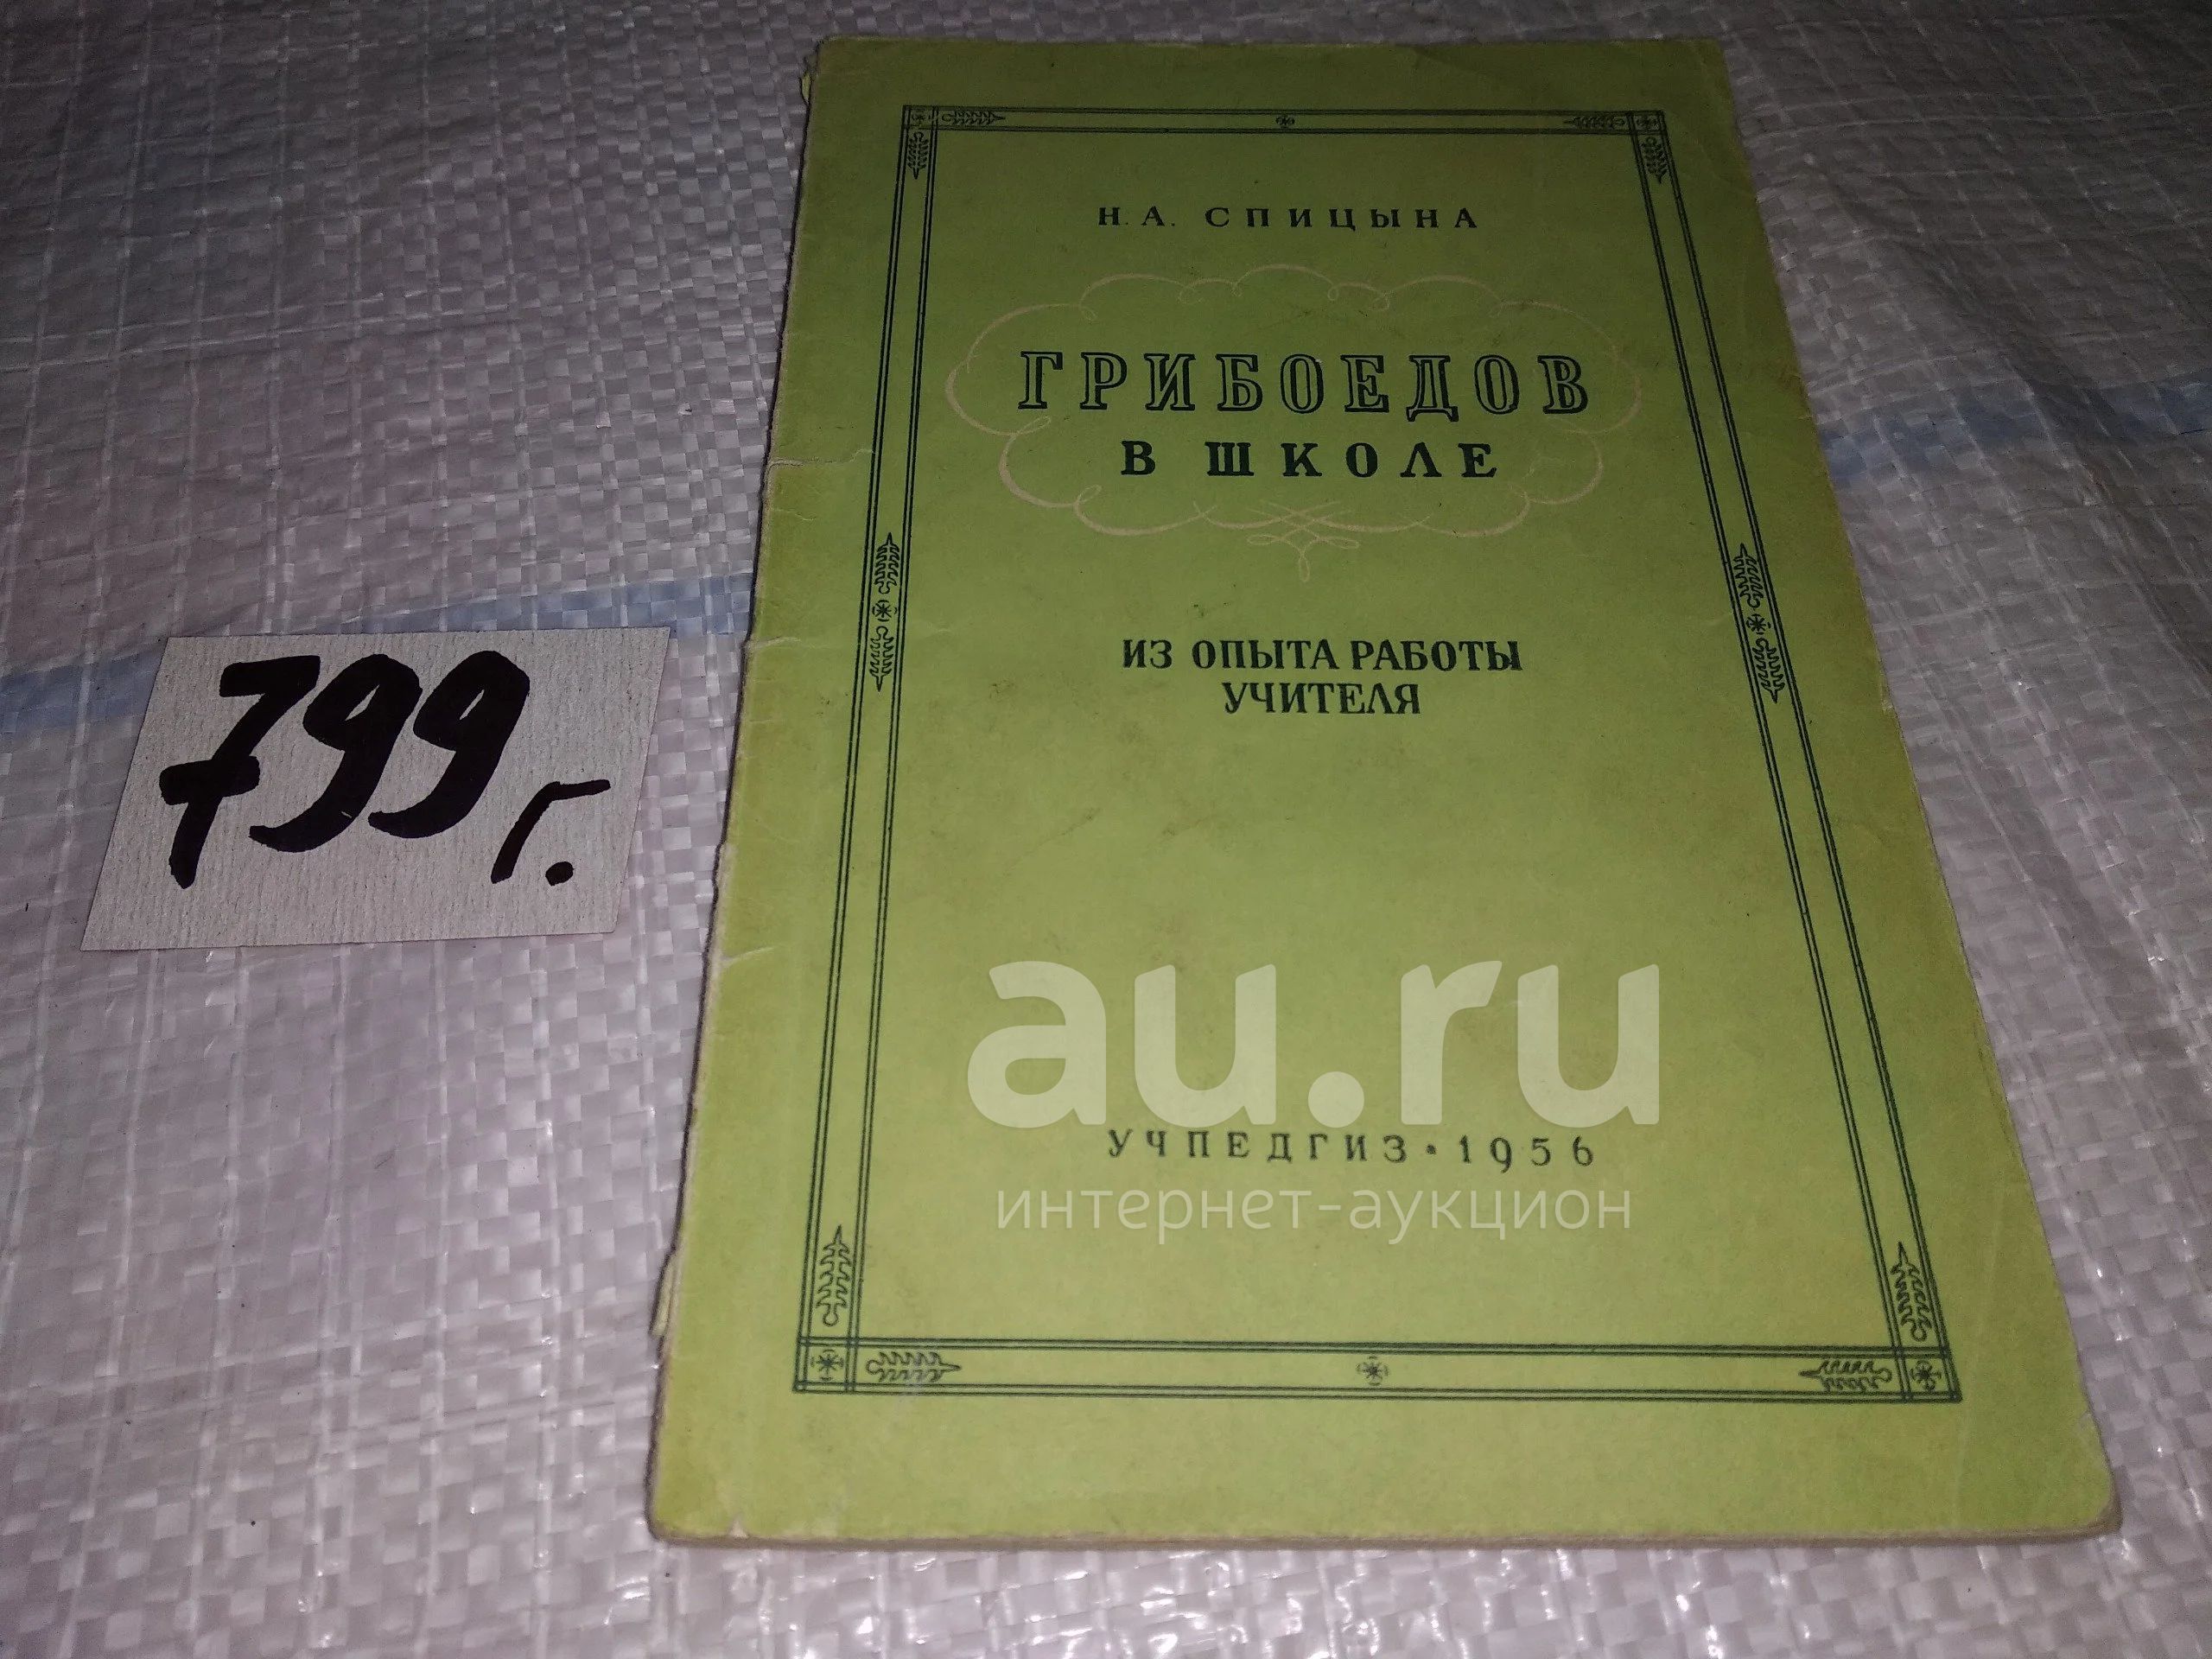 Н. А. СПИЦЫНА
ГРИБОЕДОВ
В ШКОЛЕ
ИЗ ОПЫТА РАБОТЫ
УЧИТЕЛЯ
799 г.
au.ru
УЧПЕДГИЗ • 1956
интернет-аукцион